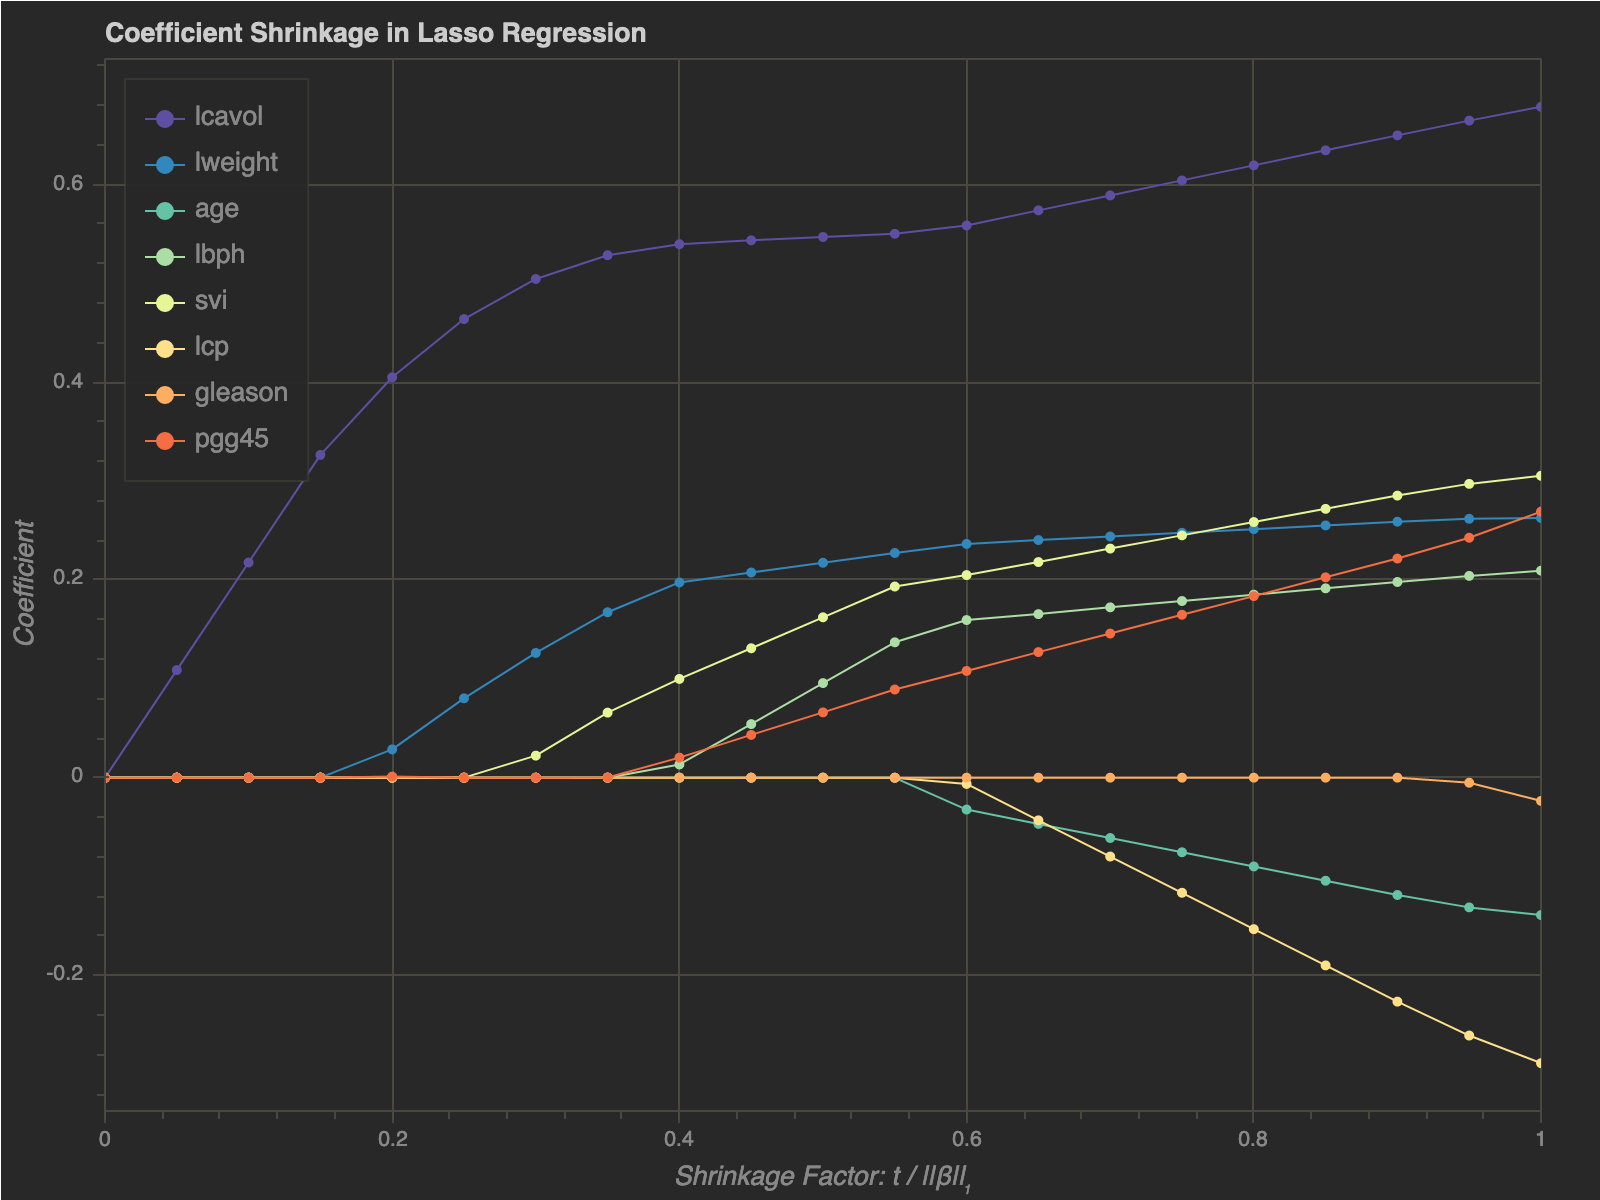 Coefficient Shrinkage in Lasso Regression
lcavol
lweight
age
lbph
svi
lcp
gleason
pgg45
0.6
0.4
0.2
0
-0.2
Coefficient
0 0.2 0.4 0.6 0.8 1
Shrinkage Factor: t / ||β||₁